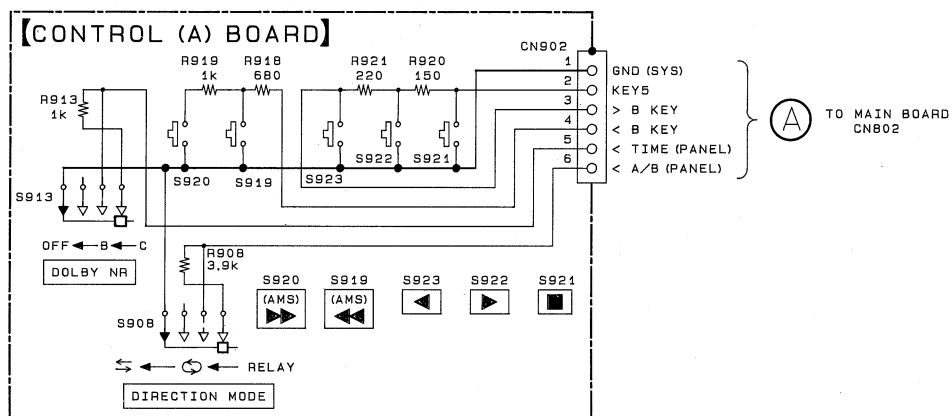 【CONTROL (A) BOARD】
CN902
R919 R918 R921 R920
1k 680 220 150
R913
1k
1 GND (SYS)
2 KEY5
3 > B KEY
4 < B KEY
5 < TIME (PANEL)
6 < A/B (PANEL)
A TO MAIN BOARD
CN802
S920 S919 S923 S922 S921
S913
OFF B C
DOLBY NR
R908
3.9k
S920 S919 S923 S922 S921
(AMS) (AMS)
S908
RELAY
DIRECTION MODE